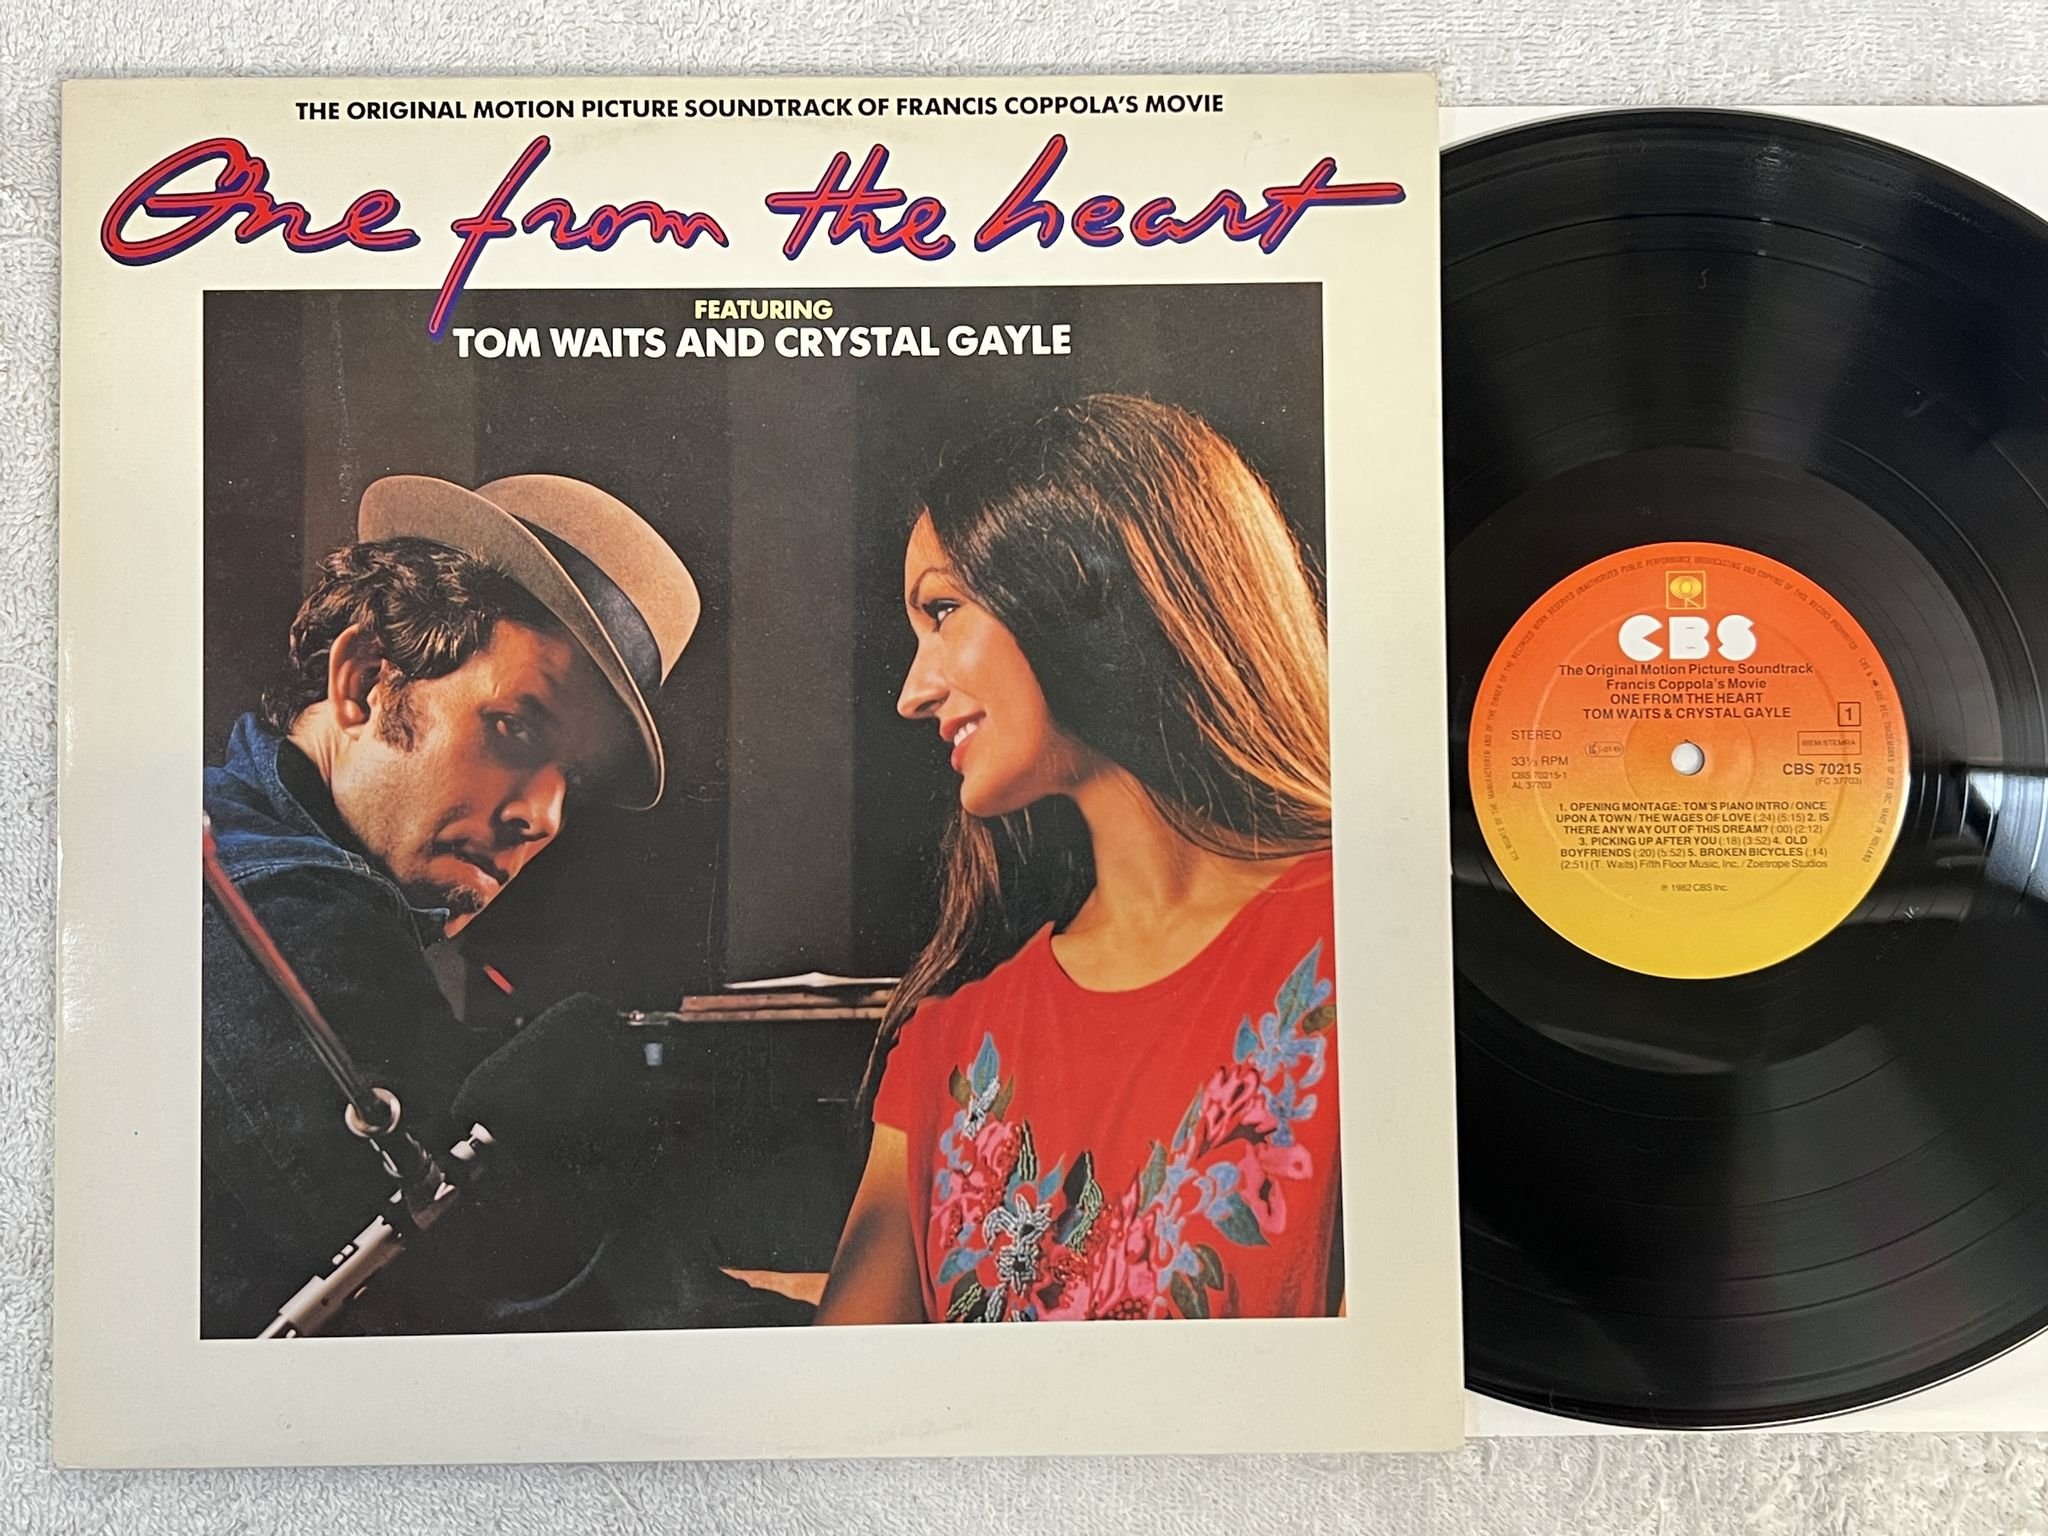 THE ORIGINAL MOTION PICTURE SOUNDTRACK OF FRANCIS COPPOLA'S MOVIE
One from the heart
FEATURING
TOM WAITS AND CRYSTAL GAYLE
CBS
The Original Motion Picture Soundtrack
Francis Coppola's Movie
ONE FROM THE HEART
TOM WAITS & CRYSTAL GAYLE
1
STEREO
BIEM/STEMRA
33⅓ RPM
CBS 70215
CBS 70215-1
(FC 37703)
AL 37703
1. OPENING MONTAGE: TOM'S PIANO INTRO / ONCE
UPON A TOWN / THE WAGES OF LOVE (:24) (5:15) 2. IS
THERE ANY WAY OUT OF THIS DREAM? (:00) (2:12)
3. PICKING UP AFTER YOU (:18) (3:52) 4. OLD
BOYFRIENDS (:20) (5:52) 5. BROKEN BICYCLES (:14)
(2:51) (T. Waits) Fifth Floor Music, Inc. / Zoetrope Studios
℗ 1982 CBS Inc.